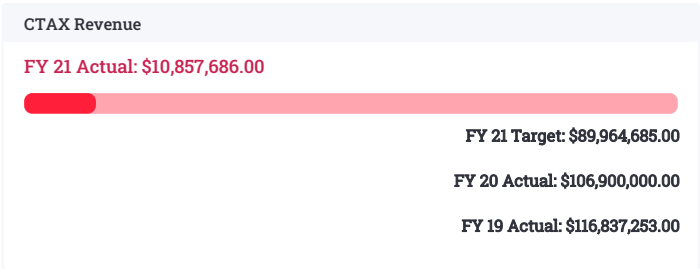 CTAX Revenue
FY 21 Actual: $10,857,686.00
FY 21 Target: $89,964,685.00
FY 20 Actual: $106,900,000.00
FY 19 Actual: $116,837,253.00